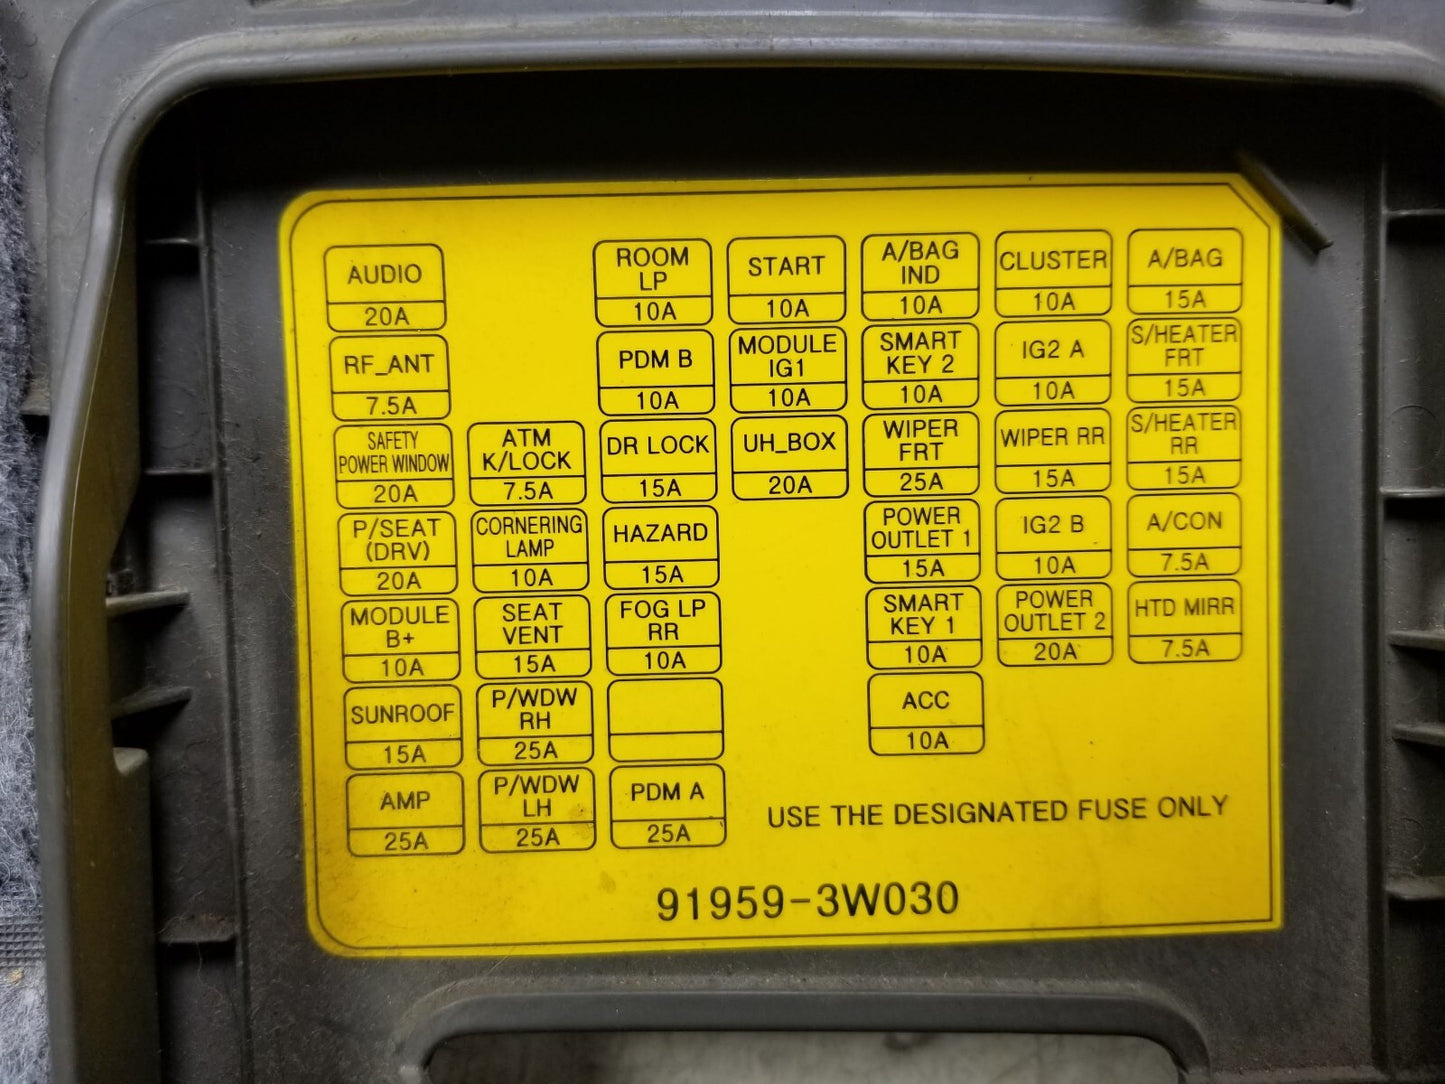 AUDIO
20A
ROOM
LP
10A
START
10A
A/BAG
IND
10A
CLUSTER
10A
A/BAG
15A
RF_ANT
7.5A
PDM B
10A
MODULE
IG1
10A
SMART
KEY 2
10A
IG2 A
10A
S/HEATER
FRT
15A
SAFETY
POWER WINDOW
20A
ATM
K/LOCK
7.5A
DR LOCK
15A
UH_BOX
20A
WIPER
FRT
25A
WIPER RR
15A
S/HEATER
RR
15A
P/SEAT
(DRV)
20A
CORNERING
LAMP
10A
HAZARD
15A
POWER
OUTLET 1
15A
IG2 B
10A
A/CON
7.5A
MODULE
B+
10A
SEAT
VENT
15A
FOG LP
RR
10A
SMART
KEY 1
10A
POWER
OUTLET 2
20A
HTD MIRR
7.5A
SUNROOF
15A
P/WDW
RH
25A
ACC
10A
AMP
25A
P/WDW
LH
25A
PDM A
25A
USE THE DESIGNATED FUSE ONLY
91959-3W030